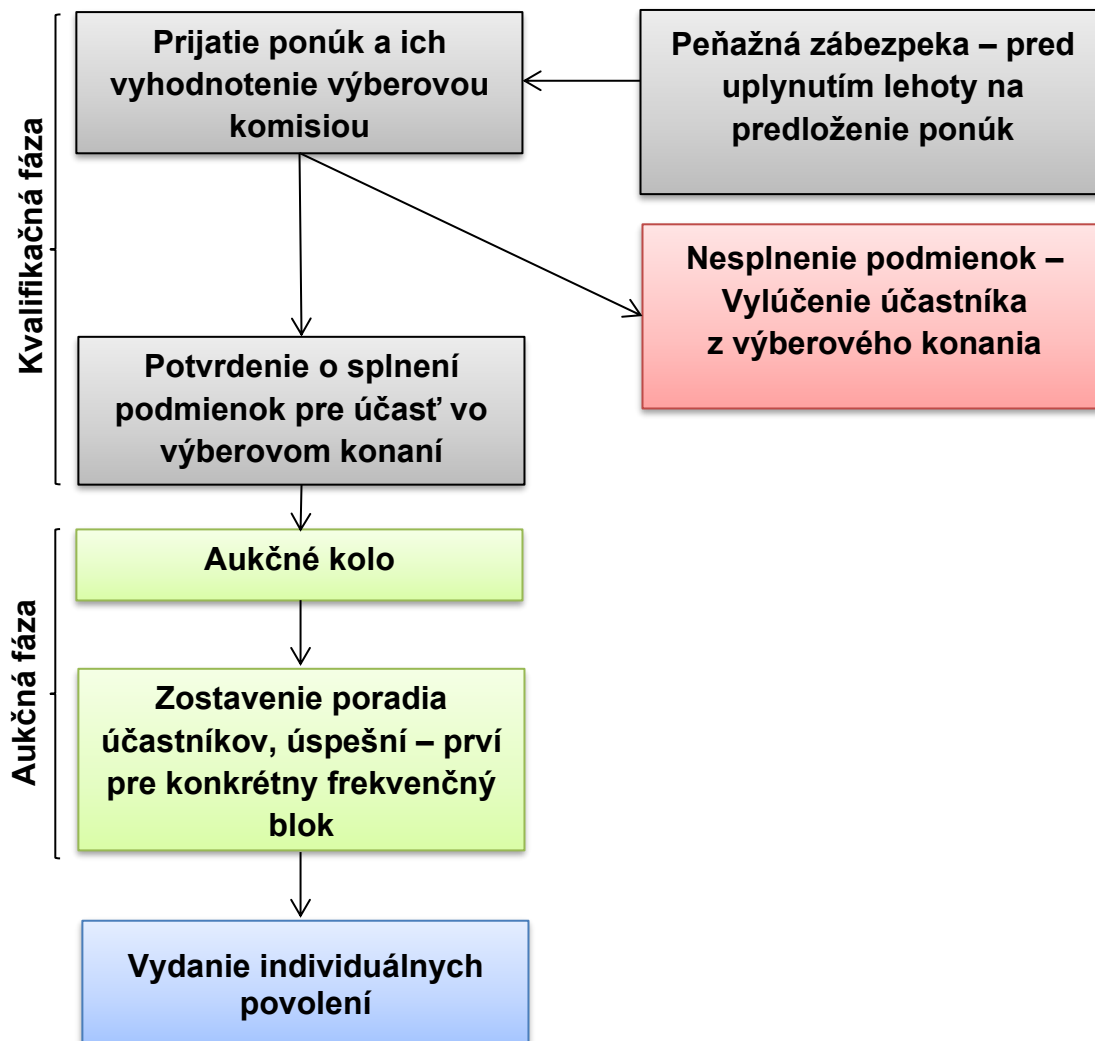 Kvalifikačná fáza
Prijatie ponúk a ich
vyhodnotenie výberovou
komisiou
Peňažná zábezpeka – pred
uplynutím lehoty na
predloženie ponúk
Nesplnenie podmienok –
Vylúčenie účastníka
z výberového konania
Potvrdenie o splnení
podmienok pre účasť vo
výberovom konaní
Aukčná fáza
Aukčné kolo
Zostavenie poradia
účastníkov, úspešní – prví
pre konkrétny frekvenčný
blok
Vydanie individuálnych
povolení